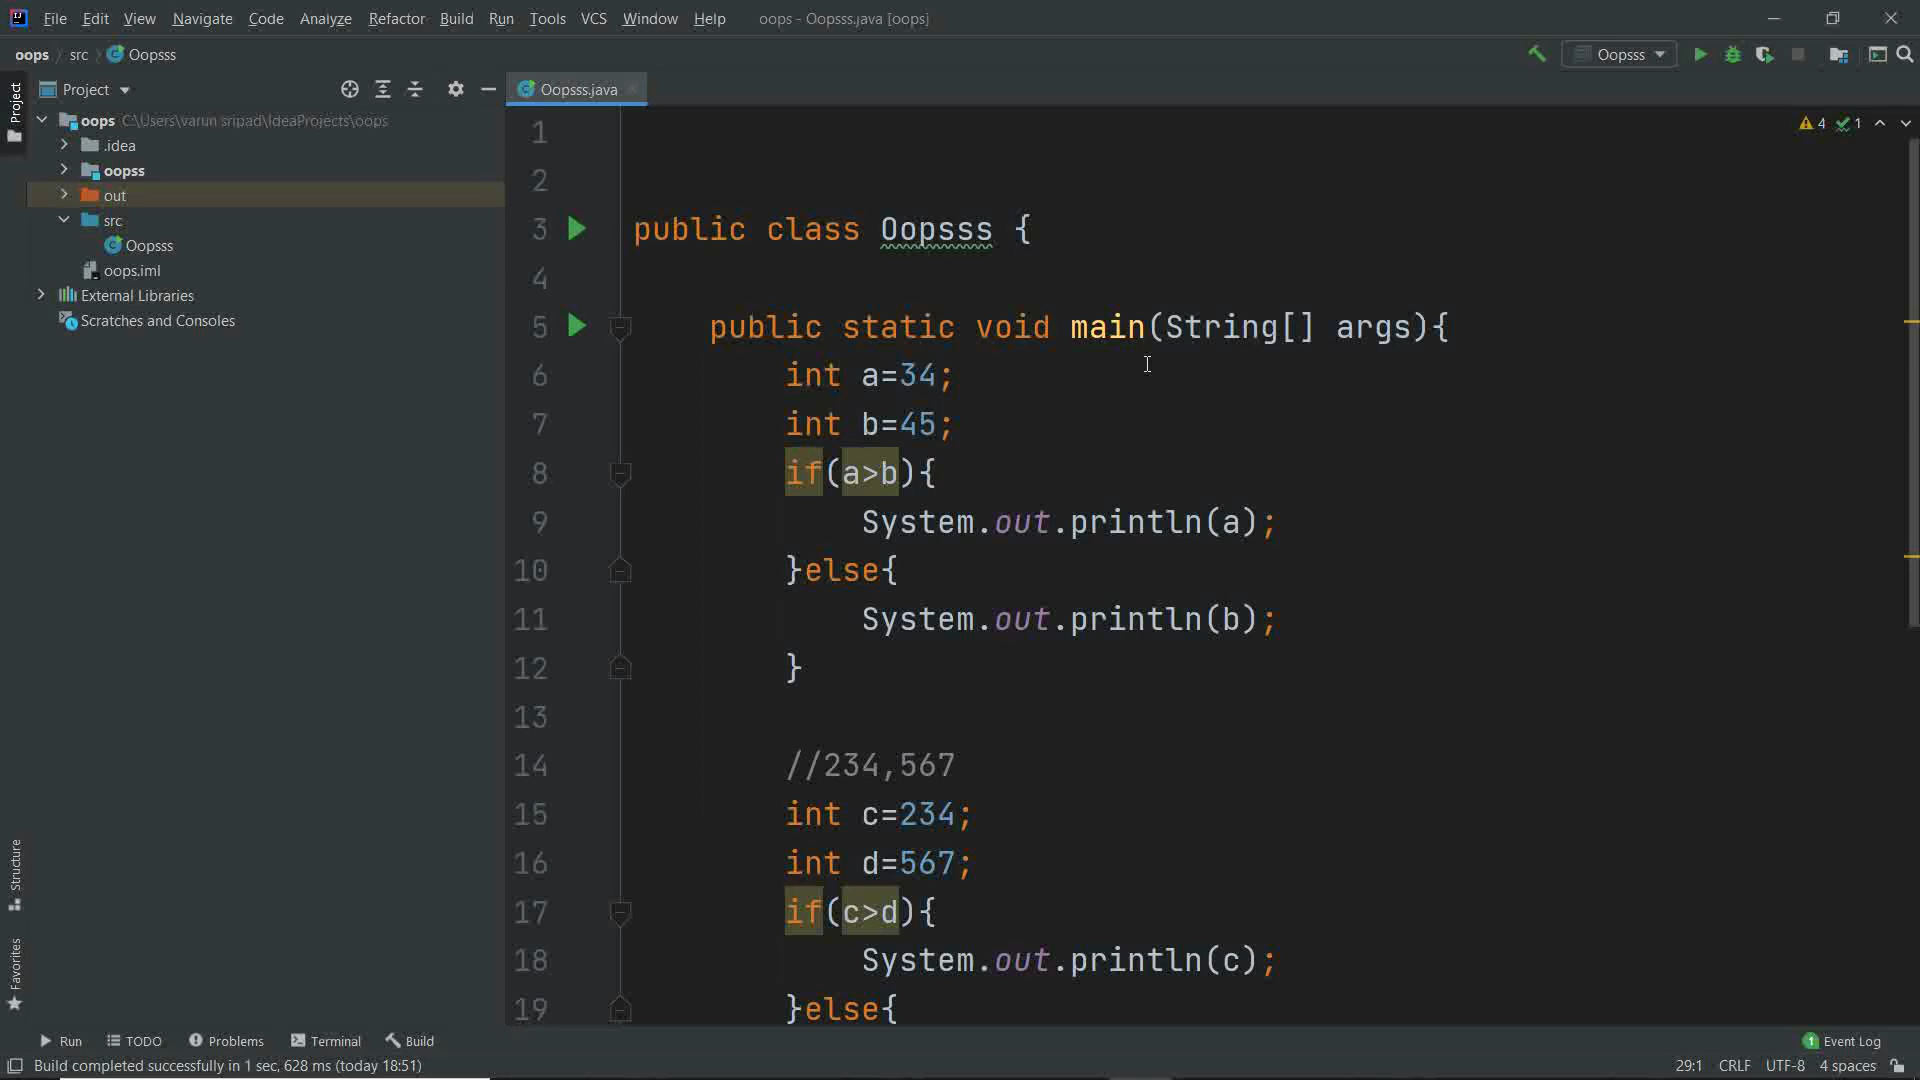 File Edit View Navigate Code Analyze Refactor Build Run Tools VCS Window Help oops - Oopsss.java [oops]
oops src Oopsss
Oopsss
Project
Project
Oopsss.java
oops C:\Users\varun sripad\IdeaProjects\oops
.idea
oopss
out
src
Oopsss
oops.iml
External Libraries
Scratches and Consoles
4 1
1
2
3 public class Oopsss {
4
5 public static void main(String[] args){
6 int a=34;
7 int b=45;
8 if(a>b){
9 System.out.println(a);
10 }else{
11 System.out.println(b);
12 }
13
14 //234,567
15 int c=234;
16 int d=567;
17 if(c>d){
18 System.out.println(c);
19 }else{
Structure
Favorites
Run TODO Problems Terminal Build
1 Event Log
Build completed successfully in 1 sec, 628 ms (today 18:51)
29:1 CRLF UTF-8 4 spaces